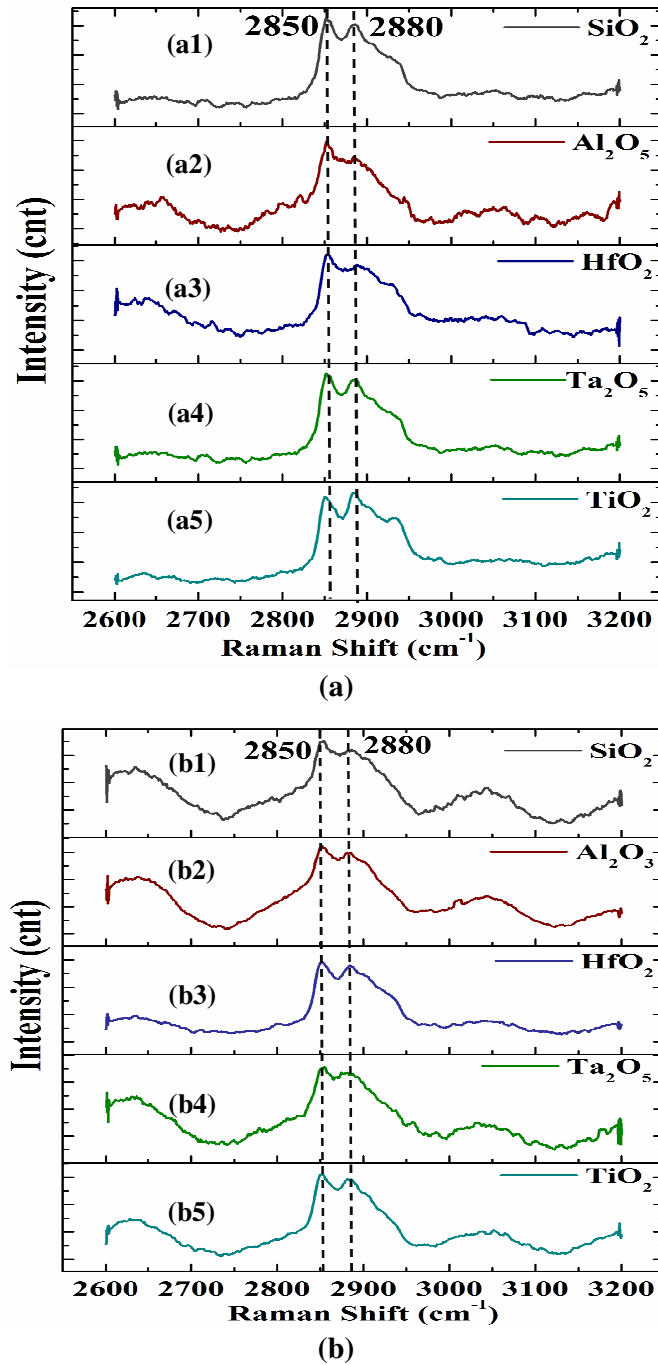 2850 2880 SiO₂
(a1)
Al₂O₅
(a2)
HfO₂
(a3)
Ta₂O₅
(a4)
TiO₂
(a5)
Intensity (cnt)
2600 2700 2800 2900 3000 3100 3200
Raman Shift (cm⁻¹)
(a)
2850 2880 SiO₂
(b1)
Al₂O₃
(b2)
HfO₂
(b3)
Ta₂O₅
(b4)
TiO₂
(b5)
Intensity (cnt)
2600 2700 2800 2900 3000 3100 3200
Raman Shift (cm⁻¹)
(b)